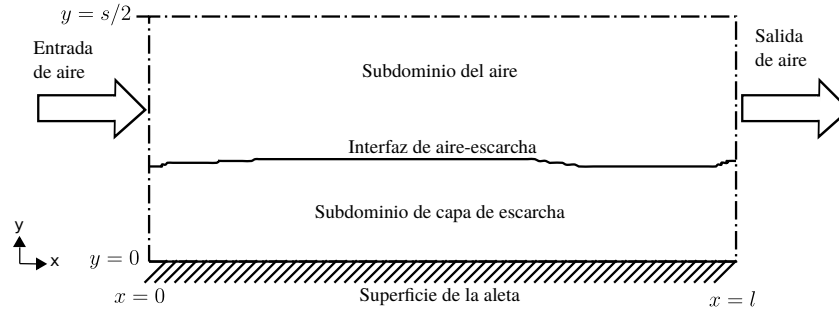 y = s/2
Entrada
de aire
Subdominio del aire
Salida
de aire
Interfaz de aire-escarcha
Subdominio de capa de escarcha
y
x
y = 0
x = 0
Superficie de la aleta
x = l